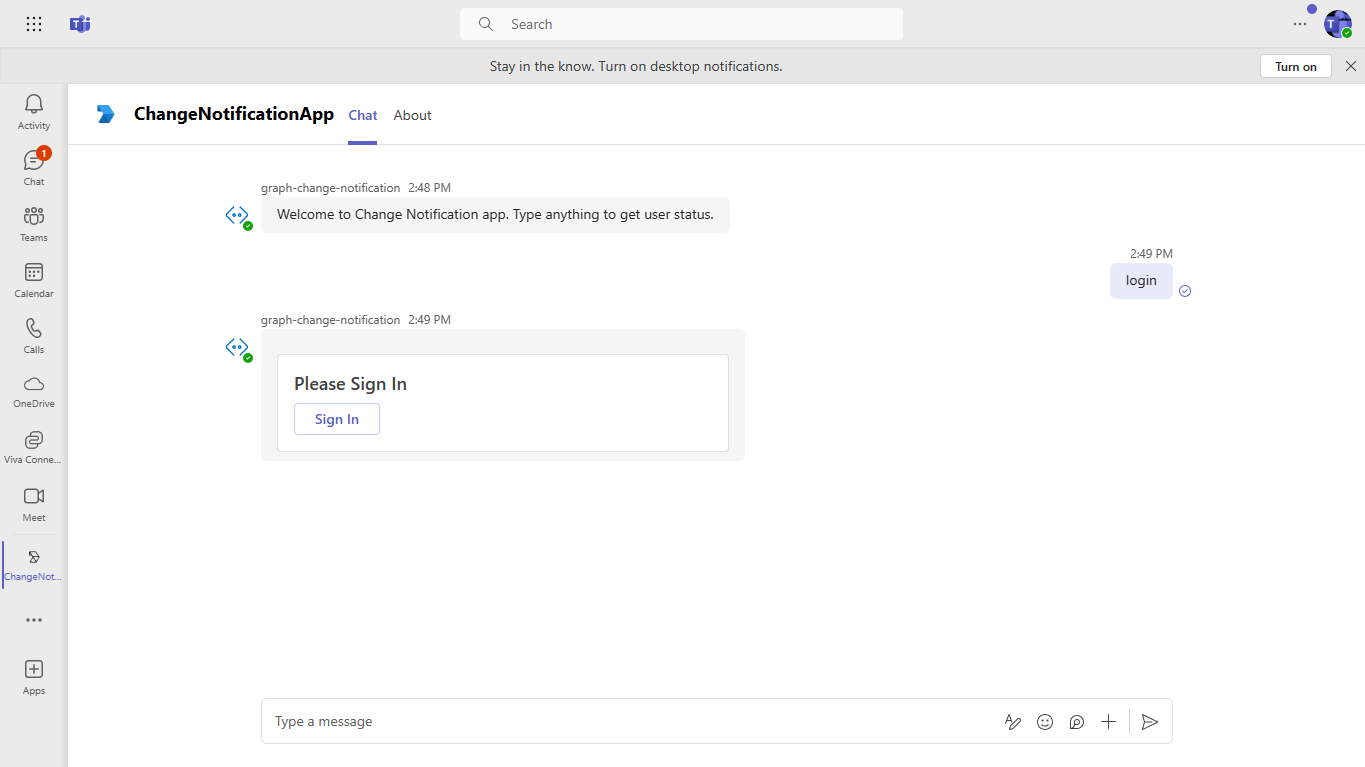 Search
Stay in the know. Turn on desktop notifications.
Turn on
Activity
1
Chat
Teams
Calendar
Calls
OneDrive
Viva Conne...
Meet
ChangeNot...
Apps
ChangeNotificationApp
Chat
About
graph-change-notification 2:48 PM
Welcome to Change Notification app. Type anything to get user status.
2:49 PM
login
graph-change-notification 2:49 PM
Please Sign In
Sign In
Type a message